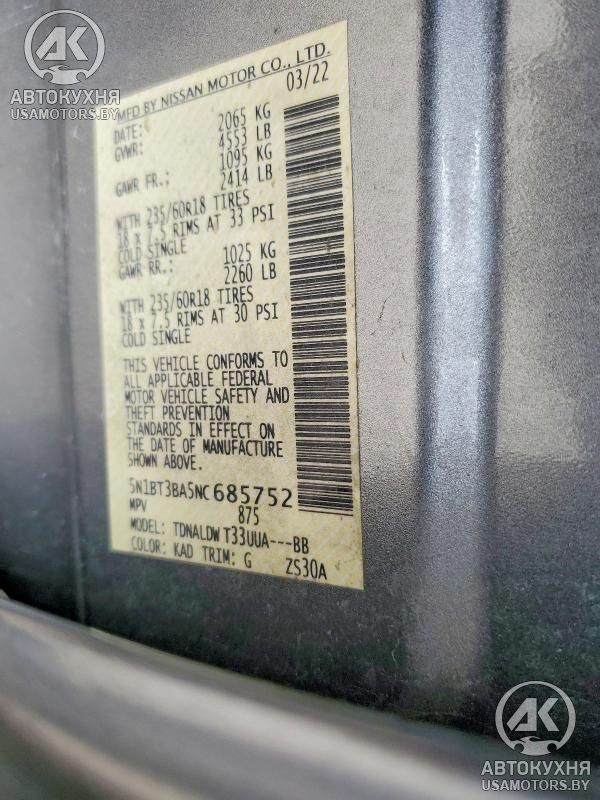 AK
АВТОКУХНЯ
USAMOTORS.BY
MFD BY NISSAN MOTOR CO., LTD.
DATE: 03/22
GVWR: 2065 KG
4553 LB
GAWR FR.: 1095 KG
2414 LB
WITH 235/60R18 TIRES
18 x 7.5 RIMS AT 33 PSI
COLD SINGLE
GAWR RR.: 1025 KG
2260 LB
WITH 235/60R18 TIRES
18 x 7.5 RIMS AT 30 PSI
COLD SINGLE
THIS VEHICLE CONFORMS TO
ALL APPLICABLE FEDERAL
MOTOR VEHICLE SAFETY AND
THEFT PREVENTION
STANDARDS IN EFFECT ON
THE DATE OF MANUFACTURE
SHOWN ABOVE.
5N1BT3BA5NC685752
MPV 875
MODEL: TDNALDW T33UUA---BB
COLOR: KAD TRIM: G ZS30A
AK
АВТОКУХНЯ
USAMOTORS.BY